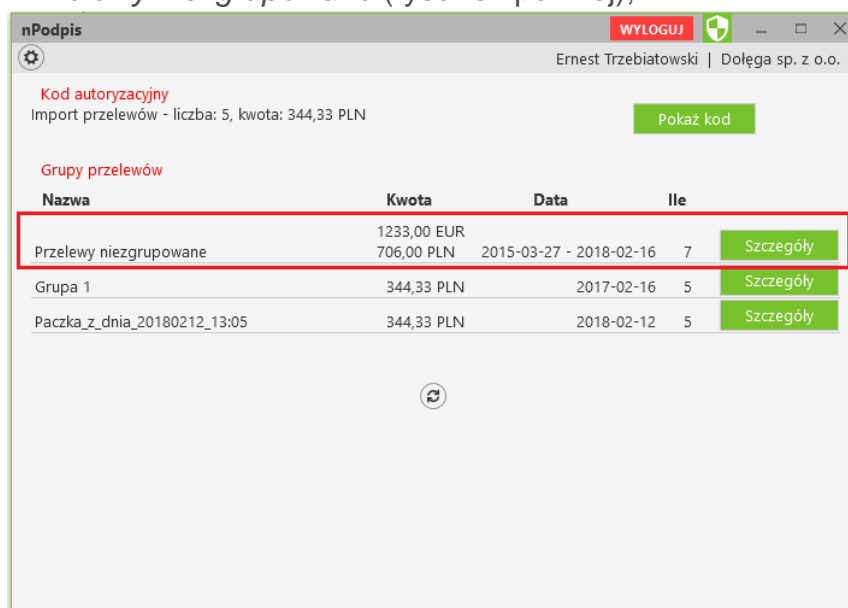 nPodpis WYLOGUJ
Ernest Trzebiatowski | Dołęga sp. z o.o.
Kod autoryzacyjny
Import przelewów - liczba: 5, kwota: 344,33 PLN Pokaż kod
Grupy przelewów
Nazwa Kwota Data Ile
1233,00 EUR
Przelewy niezgrupowane 706,00 PLN 2015-03-27 - 2018-02-16 7 Szczegóły
Grupa 1 344,33 PLN 2017-02-16 5 Szczegóły
Paczka_z_dnia_20180212_13:05 344,33 PLN 2018-02-12 5 Szczegóły